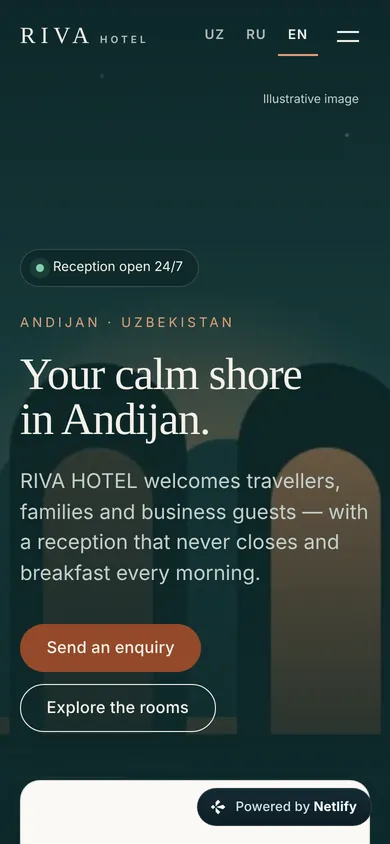 RIVA HOTEL
UZ RU EN
Illustrative image
Reception open 24/7
ANDIJAN · UZBEKISTAN
Your calm shore
in Andijan.
RIVA HOTEL welcomes travellers,
families and business guests — with
a reception that never closes and
breakfast every morning.
Send an enquiry
Explore the rooms
Powered by Netlify